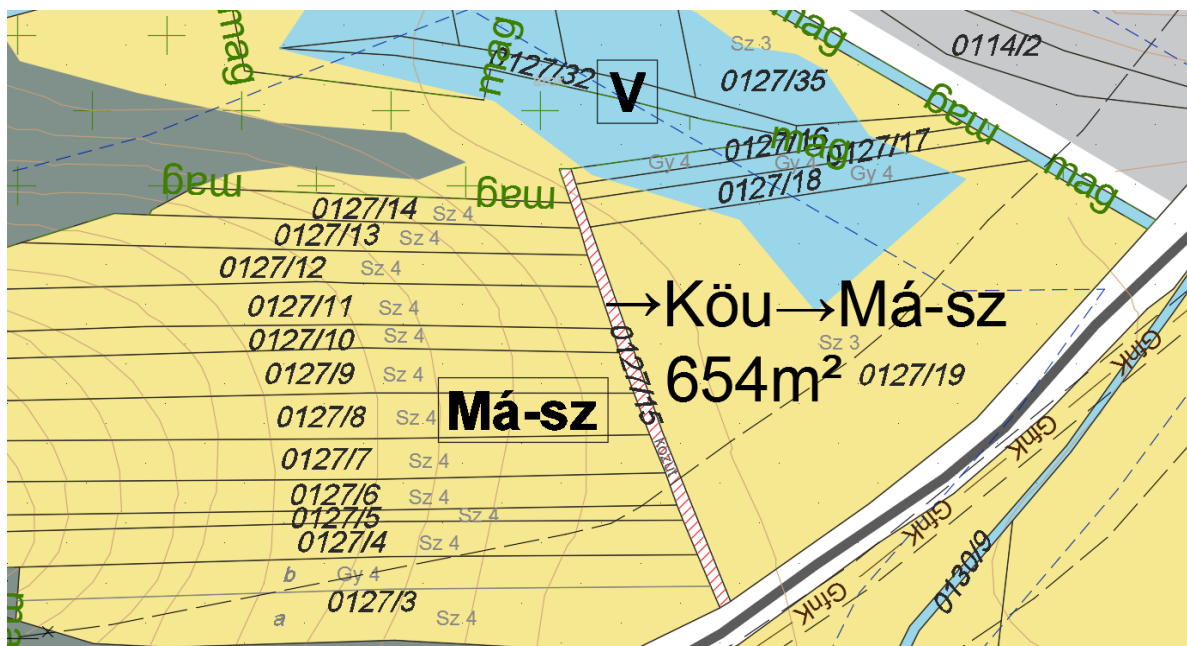 mag
mag
mag
0114/2
Sz 3
0127/32
V
0127/35
mag
0127/16
mag
0127/17
Gy 4
Gy 4
Gy 4
0127/18
mag
mag
mag
0127/14 Sz 4
0127/13 Sz 4
0127/12 Sz 4
0127/11 Sz 4
→Köu→Má-sz
654m²
0127/10 Sz 4
Sz 3
0127/9 Sz 4
0127/19
0127/15
közút
Má-sz
0127/8 Sz 4
0127/7 Sz 4
0127/6 Sz 4
0127/5 Sz 4
0127/4 Sz 4
b Gy 4
0127/3
a Sz 4
GfnK
GfnK
GfnK
GfnK
0130/9